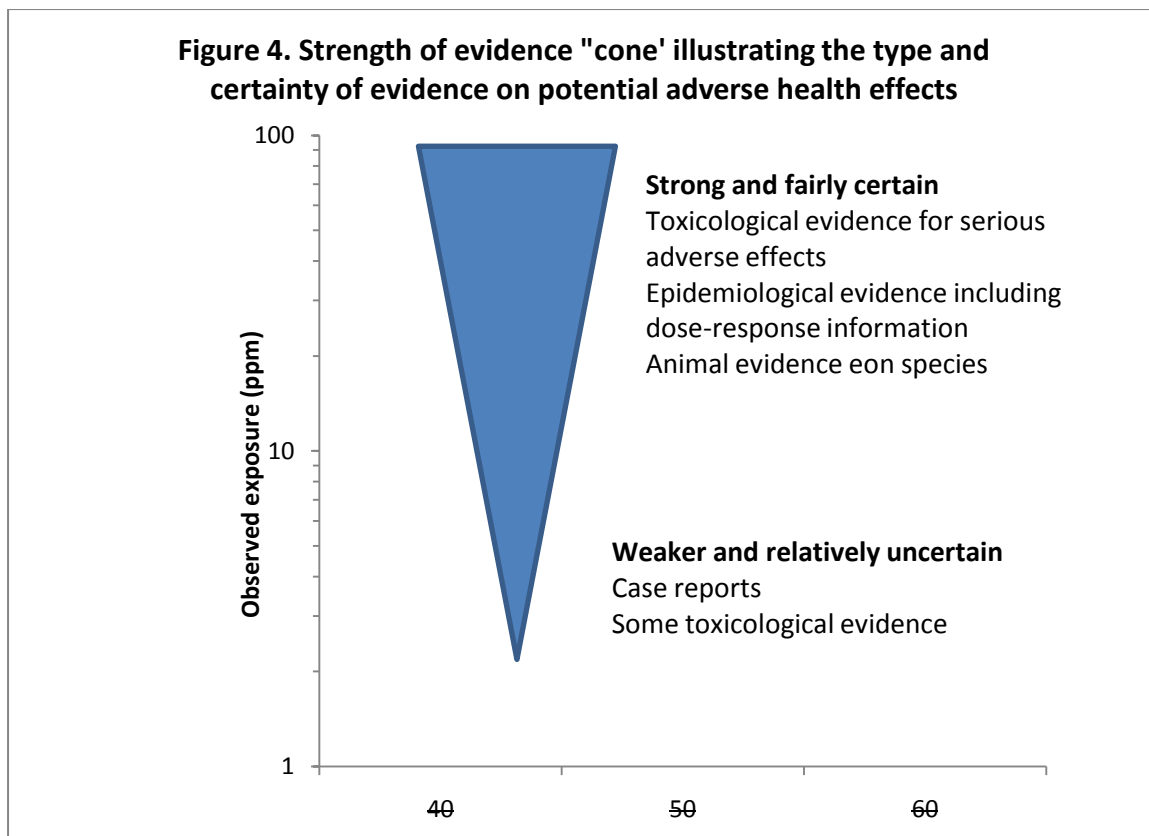 Figure 4. Strength of evidence "cone' illustrating the type and
certainty of evidence on potential adverse health effects
100
Strong and fairly certain
Toxicological evidence for serious
adverse effects
Epidemiological evidence including
dose-response information
Animal evidence eon species
Observed exposure (ppm)
10
Weaker and relatively uncertain
Case reports
Some toxicological evidence
1
40 50 60